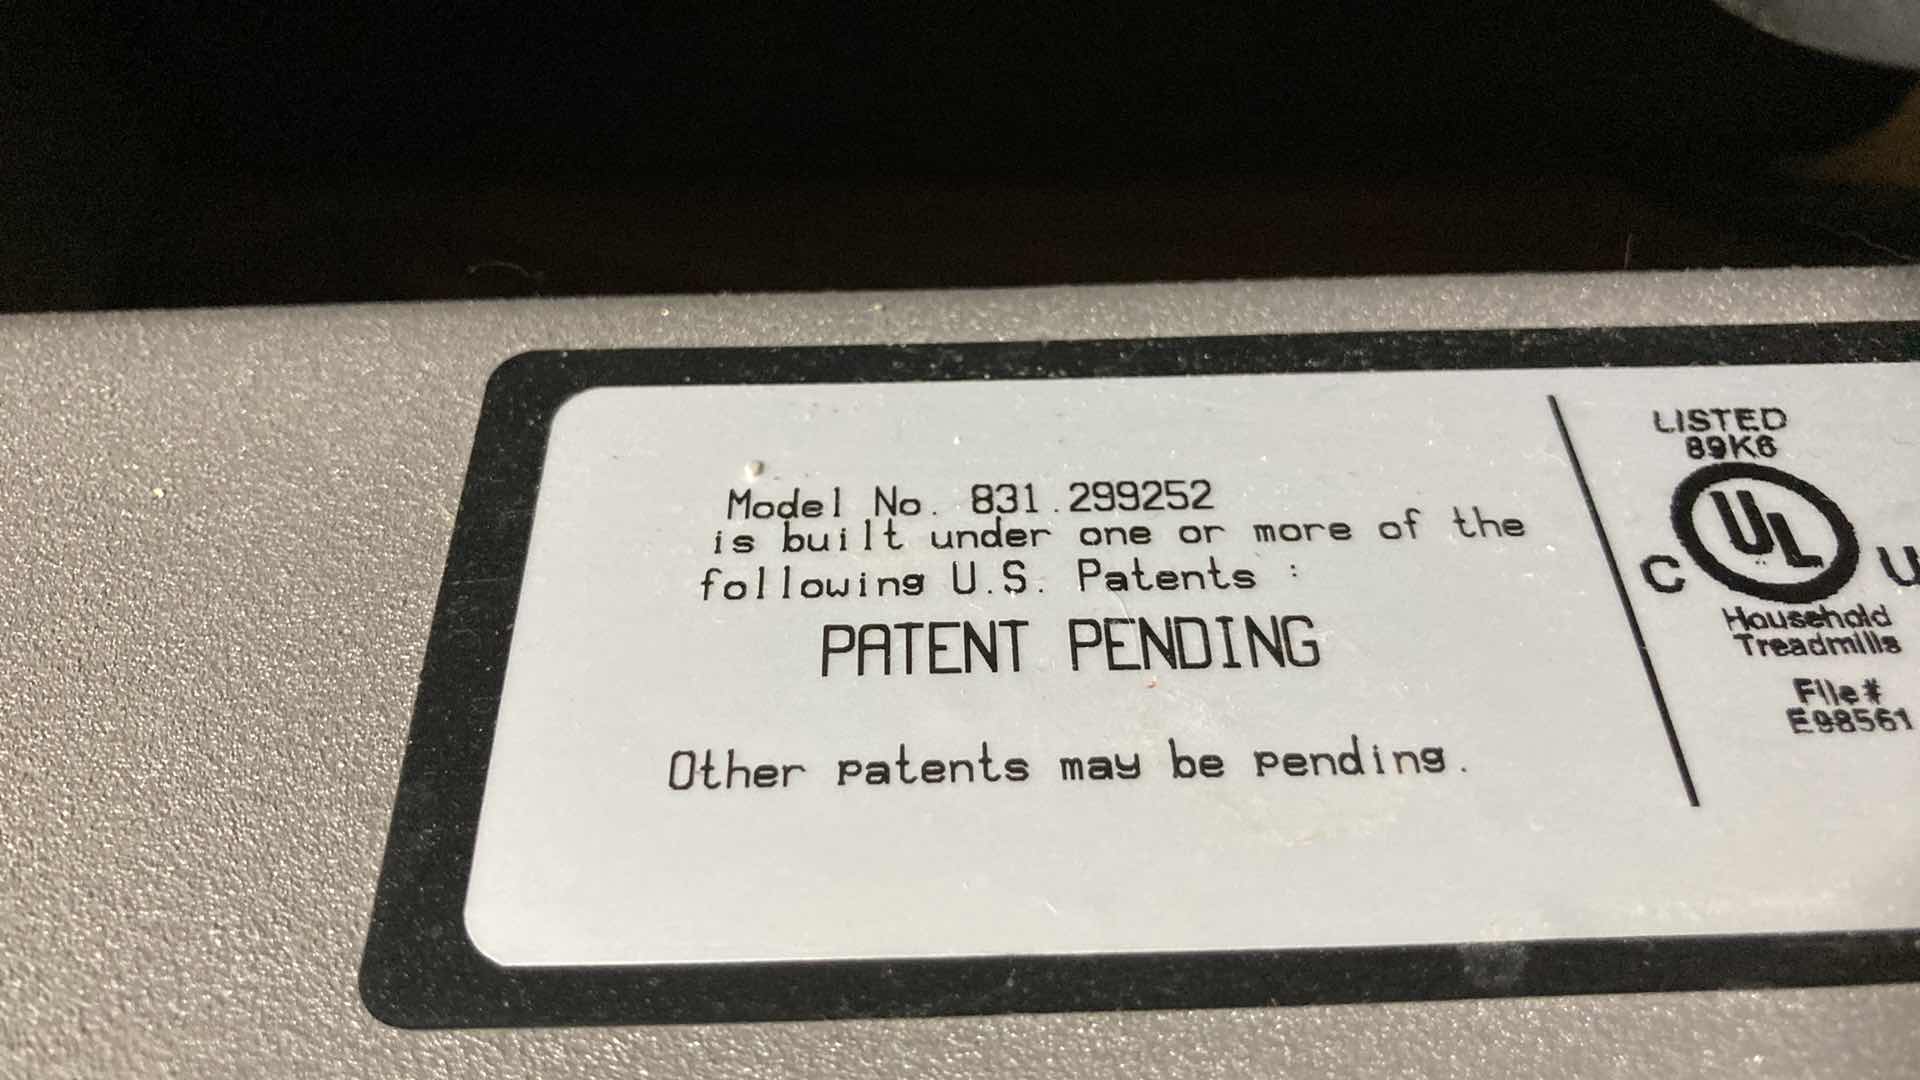 Model No. 831.299252
is built under one or more of the
following U.S. Patents :
PATENT PENDING
Other patents may be pending.
LISTED
89K6
C UL U
Household
Treadmills
File#
E98561